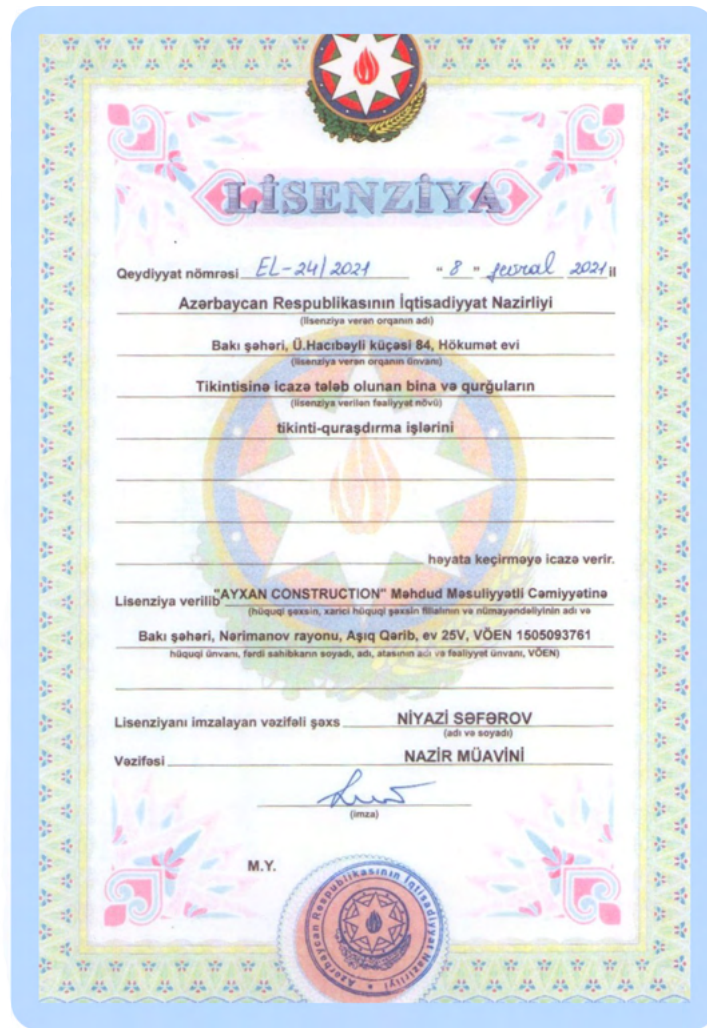 LİSENZİYA
Qeydiyyat nömrəsi EL-24/2021 " 8 " fevral 2021 il
Azərbaycan Respublikasının İqtisadiyyat Nazirliyi
(lisenziya verən orqanın adı)
Bakı şəhəri, Ü.Hacıbəyli küçəsi 84, Hökumət evi
(lisenziya verən orqanın ünvanı)
Tikintisinə icazə tələb olunan bina və qurğuların
(lisenziya verilən fəaliyyət növü)
tikinti-quraşdırma işlərini
həyata keçirməyə icazə verir.
Lisenziya verilib "AYXAN CONSTRUCTION" Məhdud Məsuliyyətli Cəmiyyətinə
(hüquqi şəxsin, xarici hüquqi şəxsin filialının və nümayəndəliyinin adı və
Bakı şəhəri, Nərimanov rayonu, Aşıq Qərib, ev 25V, VÖEN 1505093761
hüquqi ünvanı, fərdi sahibkarın soyadı, adı, atasının adı və fəaliyyət ünvanı, VÖEN)
Lisenziyanı imzalayan vəzifəli şəxs NİYAZİ SƏFƏROV
(adı və soyadı)
Vəzifəsi NAZİR MÜAVİNİ
(imza)
M.Y.
Azərbaycan Respublikasının İqtisadiyyat Nazirliyi